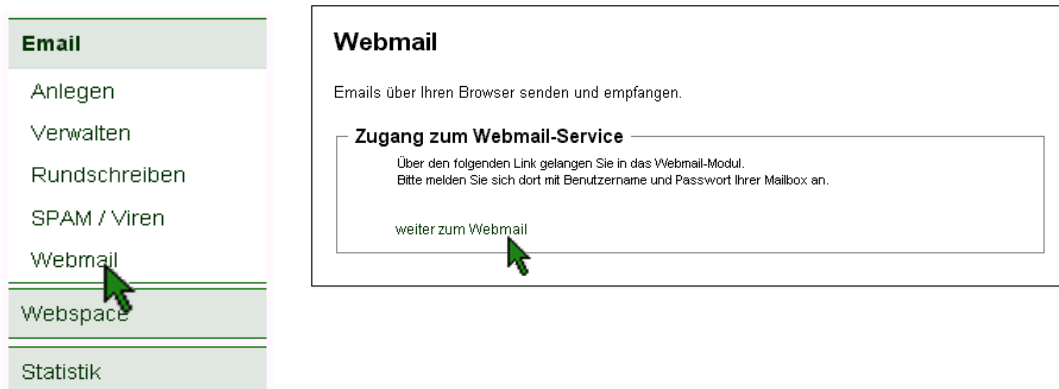 Email
Anlegen
Verwalten
Rundschreiben
SPAM / Viren
Webmail
Webspace
Statistik
Webmail
Emails über Ihren Browser senden und empfangen.
Zugang zum Webmail-Service
Über den folgenden Link gelangen Sie in das Webmail-Modul.
Bitte melden Sie sich dort mit Benutzername und Passwort Ihrer Mailbox an.
weiter zum Webmail